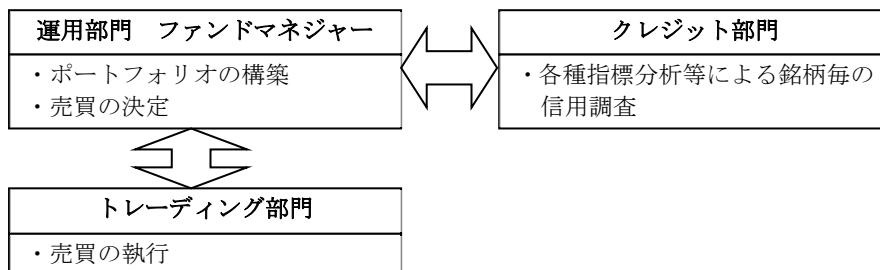 運用部門　ファンドマネジャー
・ポートフォリオの構築
・売買の決定
クレジット部門
・各種指標分析等による銘柄毎の
信用調査
トレーディング部門
・売買の執行